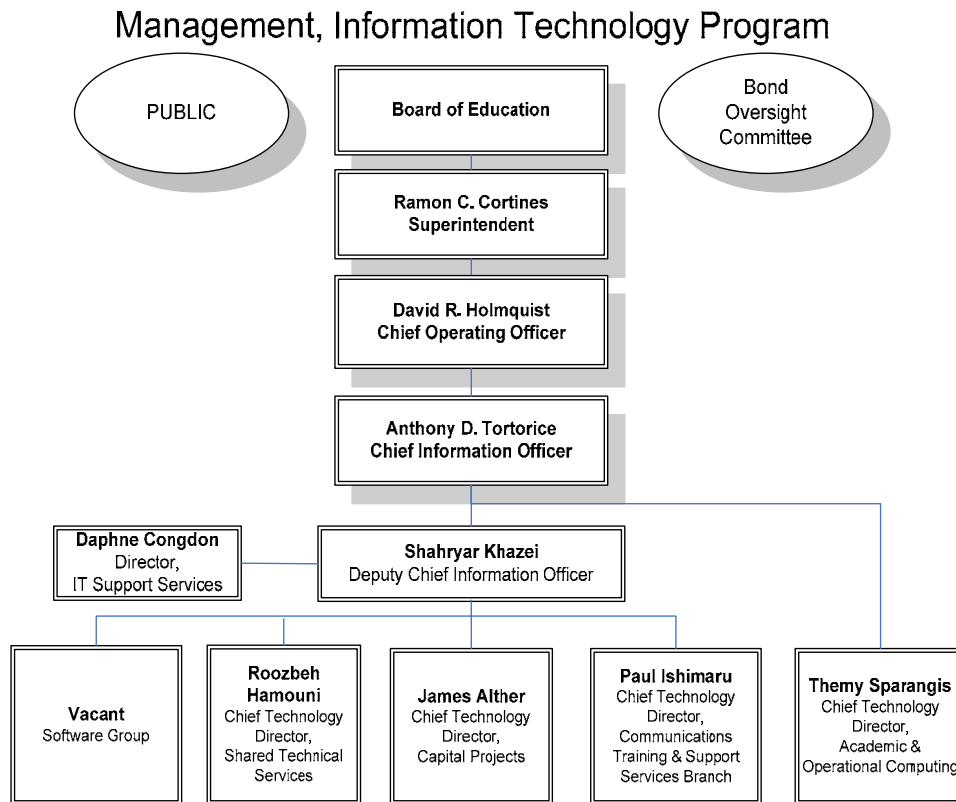 Management, Information Technology Program
PUBLIC
Board of Education
Bond
Oversight
Committee
Ramon C. Cortines
Superintendent
David R. Holmquist
Chief Operating Officer
Anthony D. Tortorice
Chief Information Officer
Daphne Congdon
Director,
IT Support Services
Shahryar Khazei
Deputy Chief Information Officer
Vacant
Software Group
Roozbeh
Hamouni
Chief Technology
Director,
Shared Technical
Services
James Alther
Chief Technology
Director,
Capital Projects
Paul Ishimaru
Chief Technology
Director,
Communications
Training & Support
Services Branch
Themy Sparangis
Chief Technology
Director,
Academic &
Operational Computing